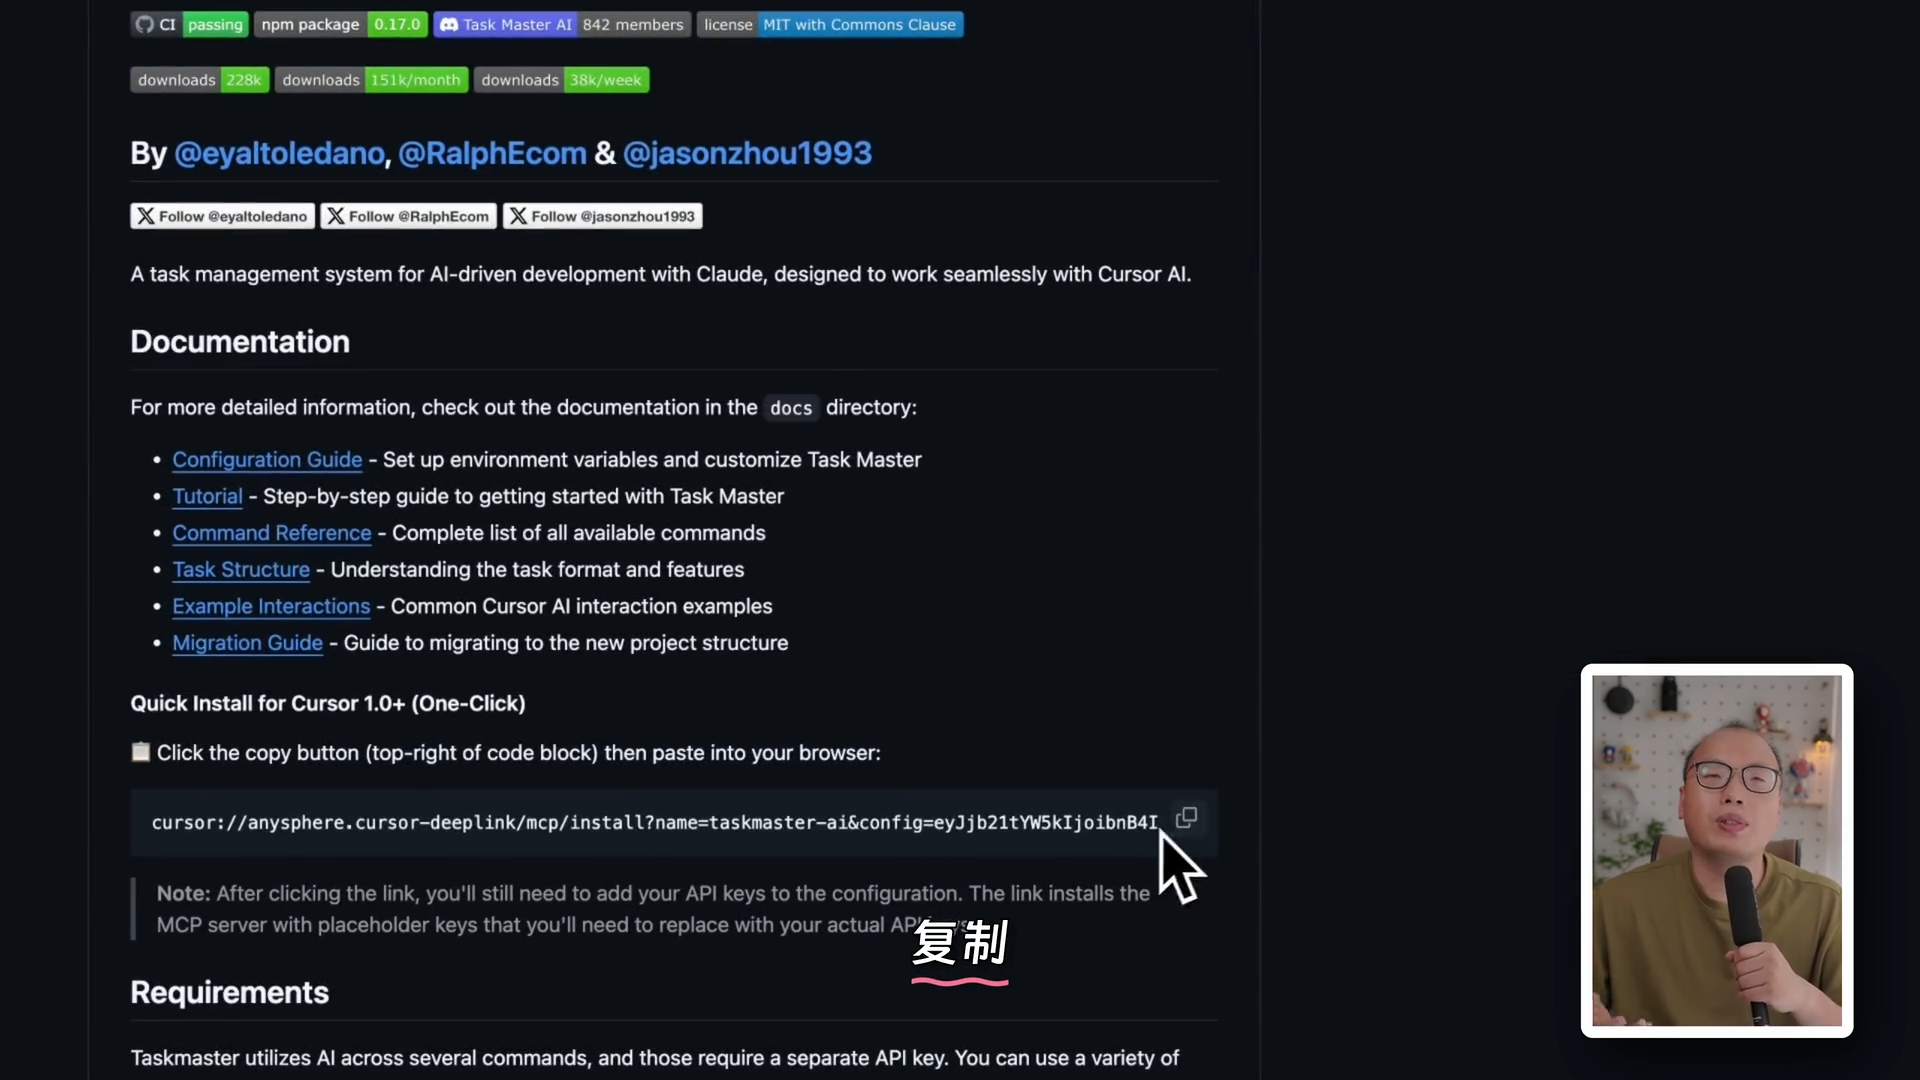 CI passing npm package 0.17.0 Task Master AI 842 members license MIT with Commons Clause
downloads 228k downloads 151k/month downloads 38k/week
By @eyaltoledano, @RalphEcom & @jasonzhou1993
Follow @eyaltoledano Follow @RalphEcom Follow @jasonzhou1993
A task management system for AI-driven development with Claude, designed to work seamlessly with Cursor AI.
Documentation
For more detailed information, check out the documentation in the docs directory:
• Configuration Guide - Set up environment variables and customize Task Master
• Tutorial - Step-by-step guide to getting started with Task Master
• Command Reference - Complete list of all available commands
• Task Structure - Understanding the task format and features
• Example Interactions - Common Cursor AI interaction examples
• Migration Guide - Guide to migrating to the new project structure
Quick Install for Cursor 1.0+ (One-Click)
📋 Click the copy button (top-right of code block) then paste into your browser:
cursor://anysphere.cursor-deeplink/mcp/install?name=taskmaster-ai&config=eyJjb21tYW5kIjoibnB4I
Note: After clicking the link, you'll still need to add your API keys to the configuration. The link installs the
MCP server with placeholder keys that you'll need to replace with your actual
复制
Requirements
Taskmaster utilizes AI across several commands, and those require a separate API key. You can use a variety of